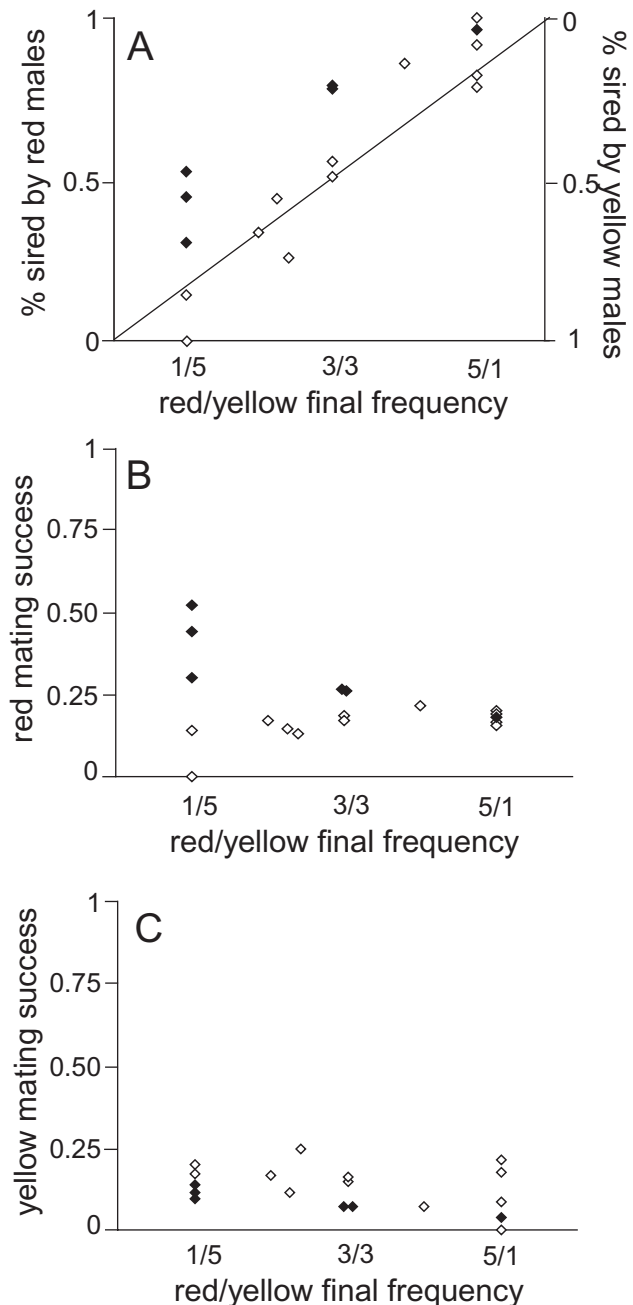 A
% sired by red males
1
0.5
0
0
0.5
1
% sired by yellow males
1/5 3/3 5/1
red/yellow final frequency
B
red mating success
1
0.75
0.50
0.25
0
1/5 3/3 5/1
red/yellow final frequency
C
yellow mating success
1
0.75
0.50
0.25
0
1/5 3/3 5/1
red/yellow final frequency